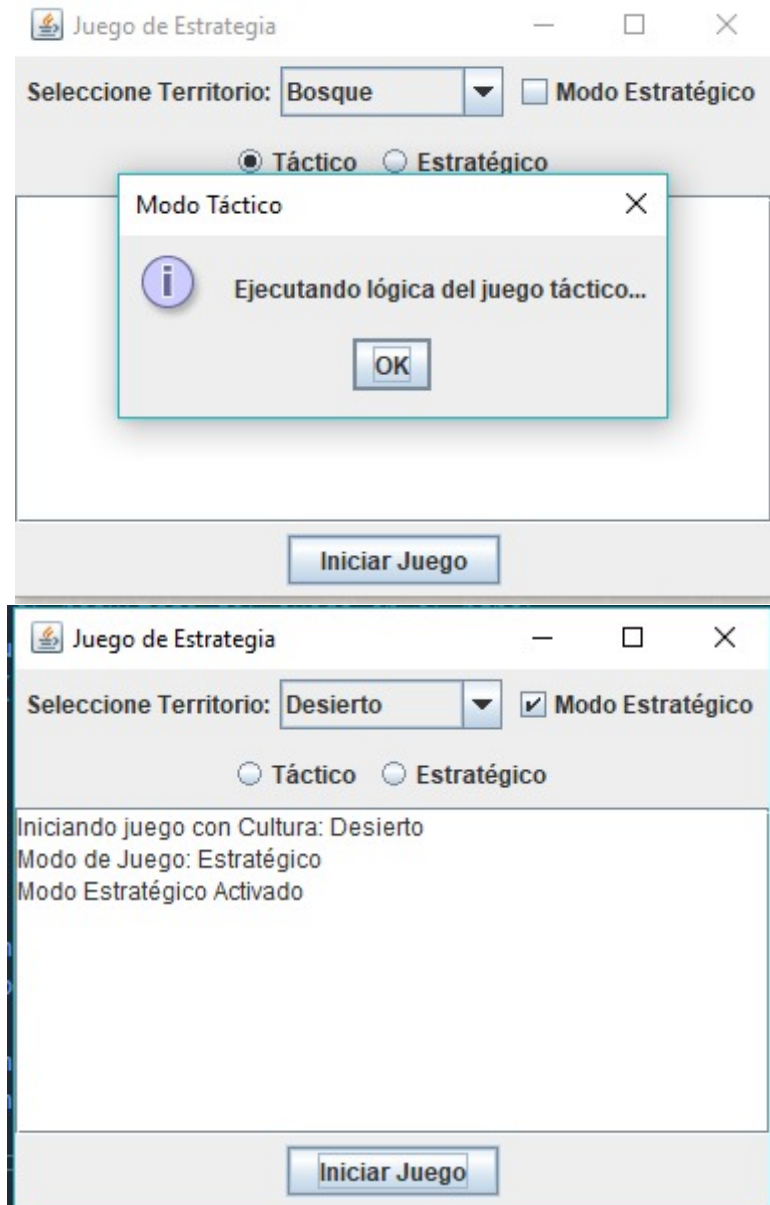 Juego de Estrategia
Seleccione Territorio: Bosque Modo Estratégico
Táctico Estratégico
Modo Táctico
Ejecutando lógica del juego táctico...
OK
Iniciar Juego
Juego de Estrategia
Seleccione Territorio: Desierto Modo Estratégico
Táctico Estratégico
Iniciando juego con Cultura: Desierto
Modo de Juego: Estratégico
Modo Estratégico Activado
Iniciar Juego